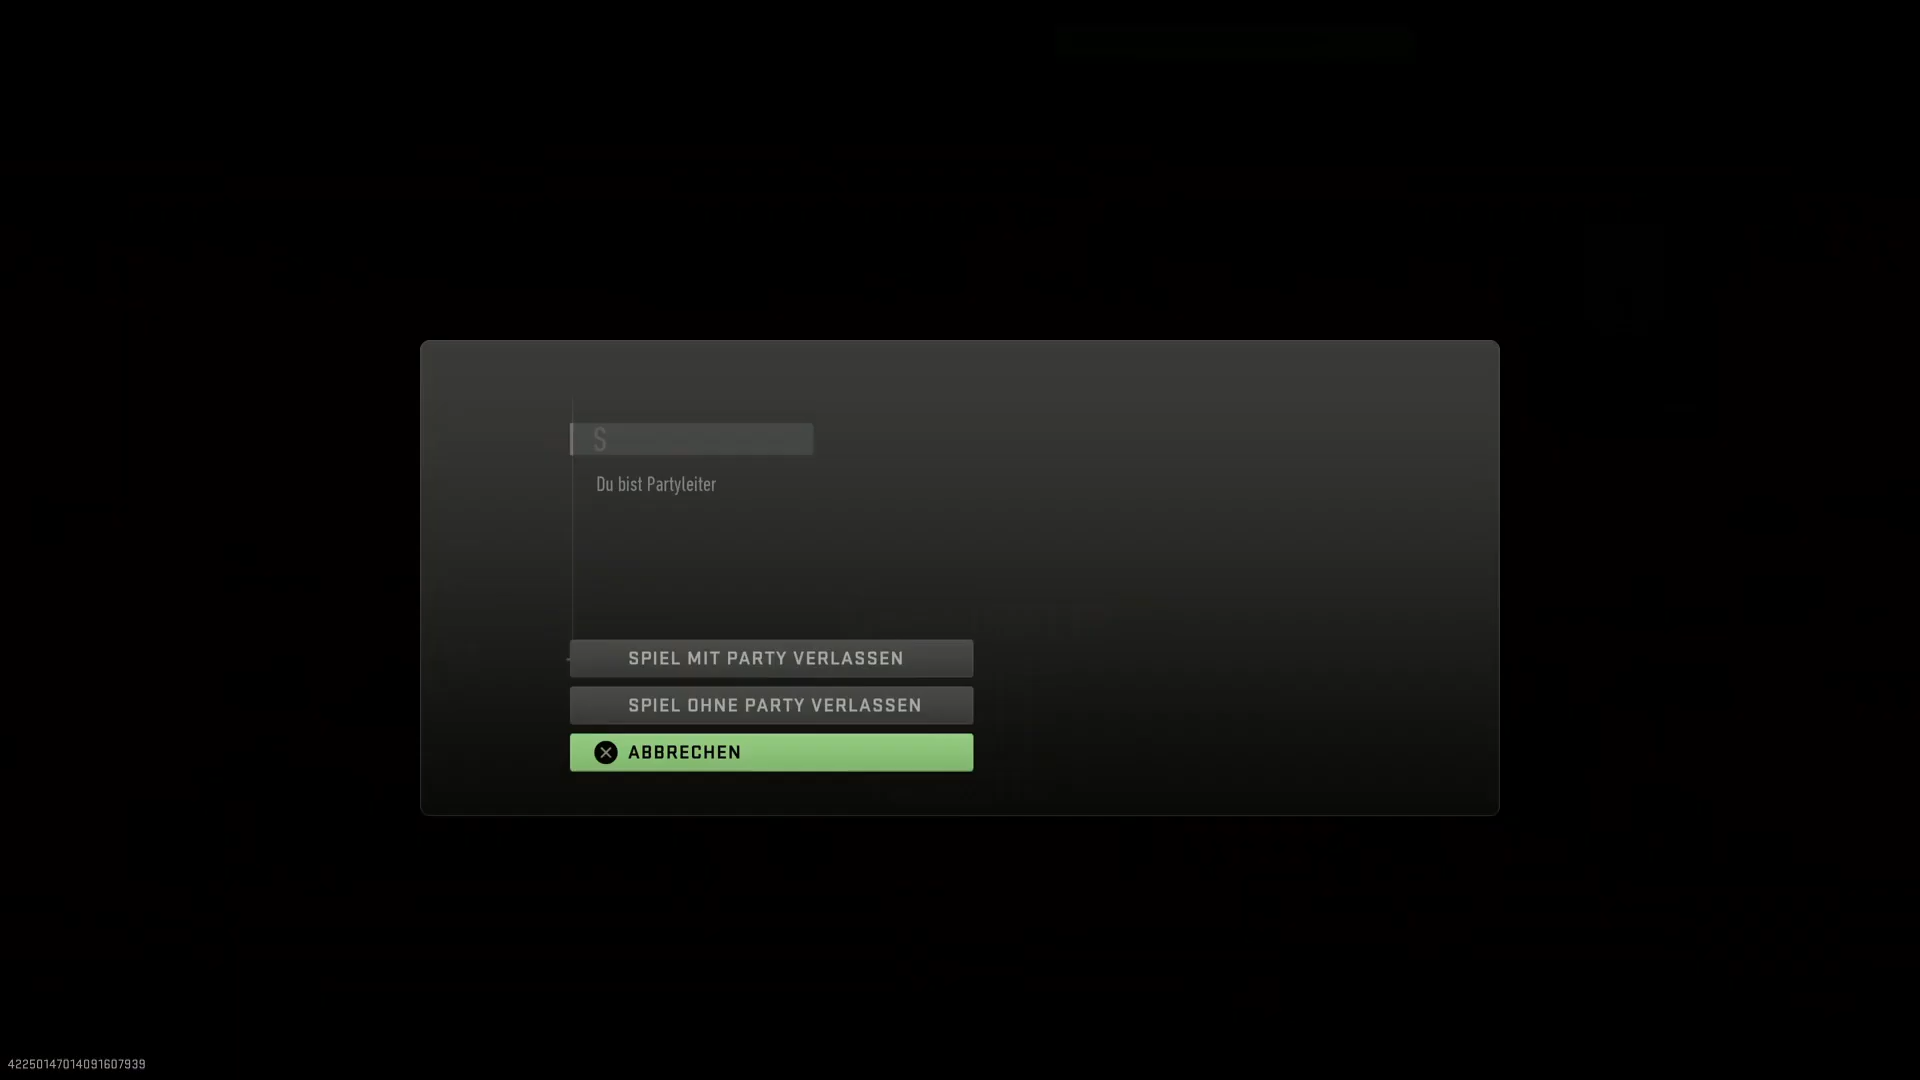 S
Du bist Partyleiter
SPIEL MIT PARTY VERLASSEN
SPIEL OHNE PARTY VERLASSEN
ABBRECHEN
42250147014091607939